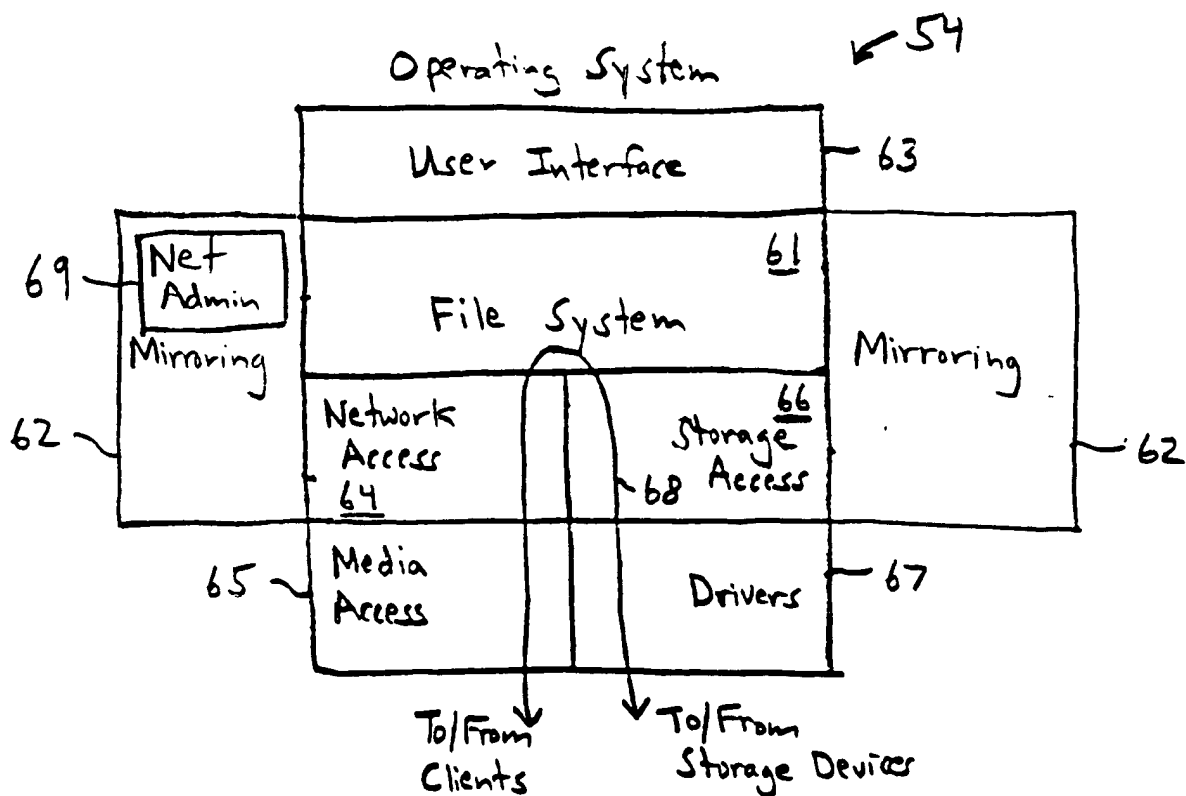 54
Operating System
User Interface
63
69
Net
Admin
Mirroring
62
61
File System
Mirroring
62
Network
Access
64
66
Storage
Access
68
65
Media
Access
Drivers
67
To/From
Clients
To/From
Storage Devices